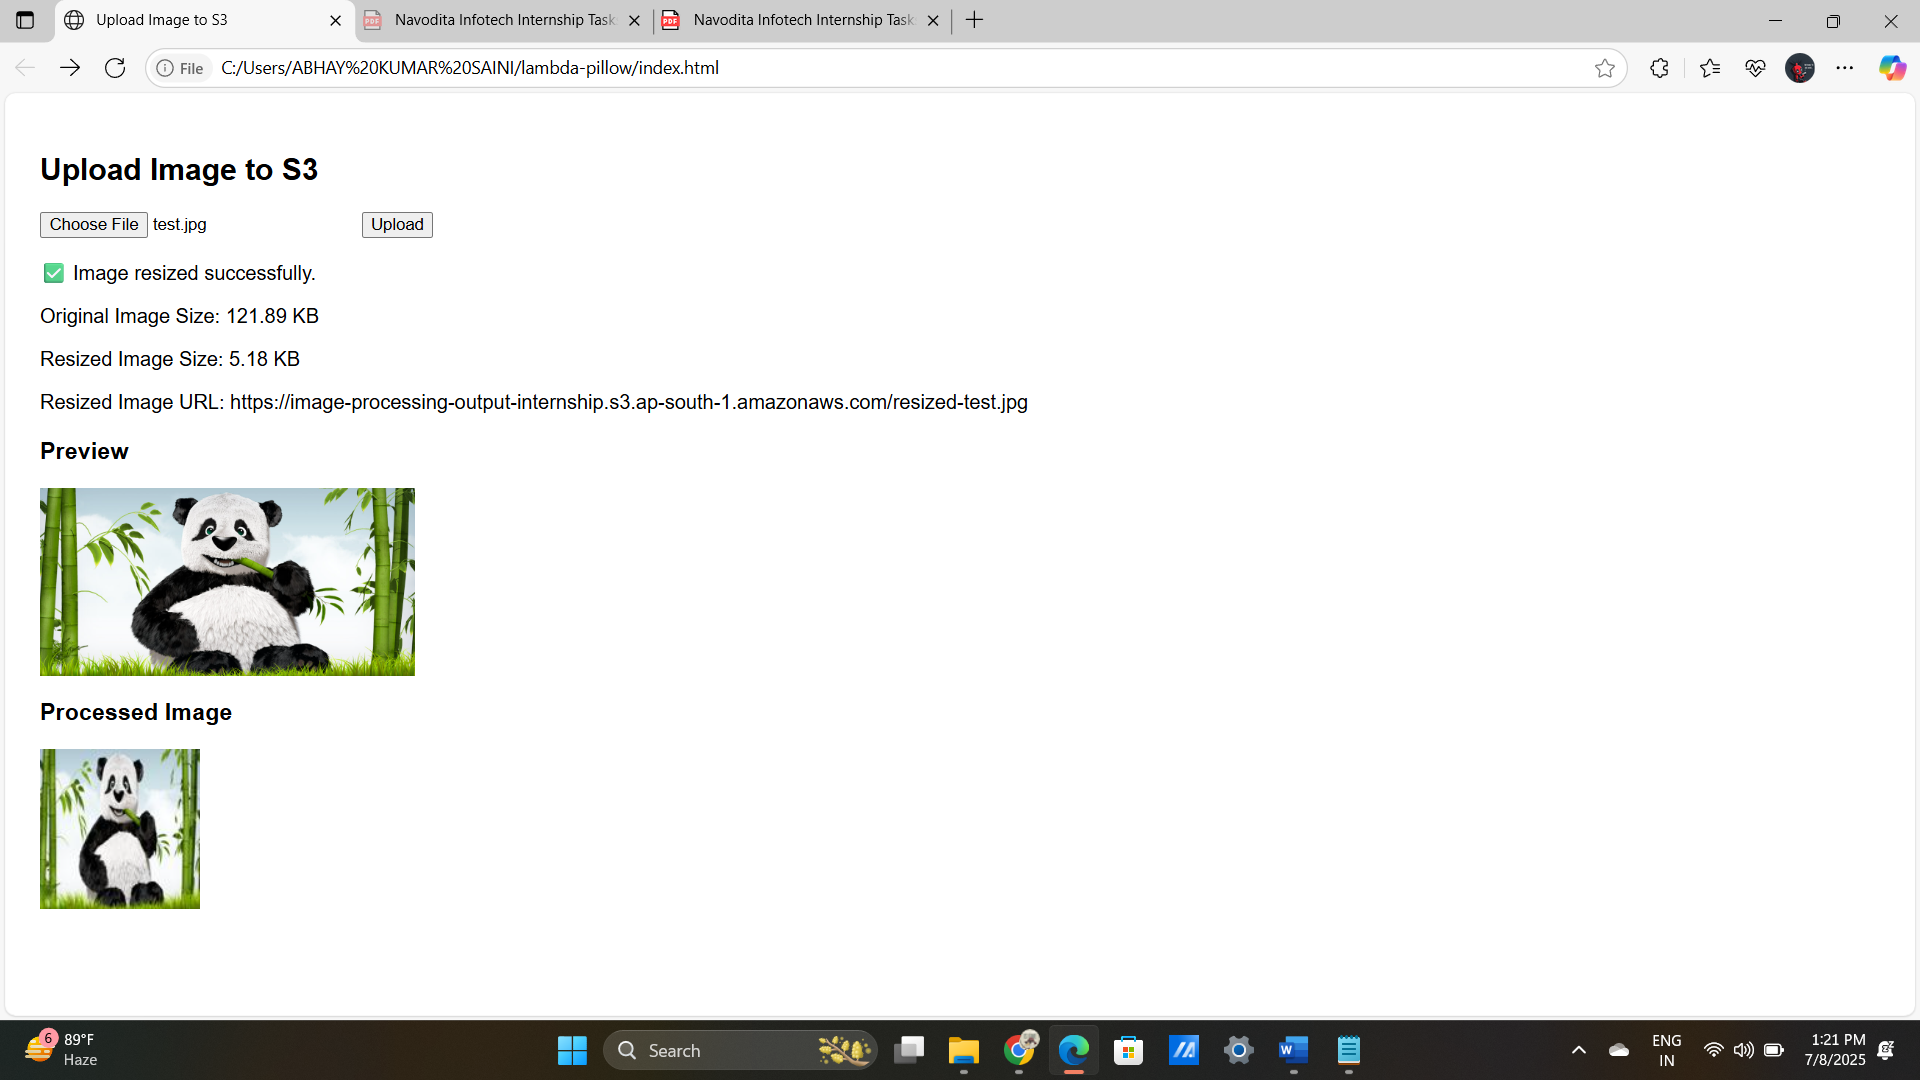 Upload Image to S3
Navodita Infotech Internship Task
Navodita Infotech Internship Task
File
C:/Users/ABHAY%20KUMAR%20SAINI/lambda-pillow/index.html
Upload Image to S3
Choose File test.jpg
Upload
Image resized successfully.
Original Image Size: 121.89 KB
Resized Image Size: 5.18 KB
Resized Image URL: https://image-processing-output-internship.s3.ap-south-1.amazonaws.com/resized-test.jpg
Preview
Processed Image
6
89°F
Haze
Search
ENG
IN
1:21 PM
7/8/2025